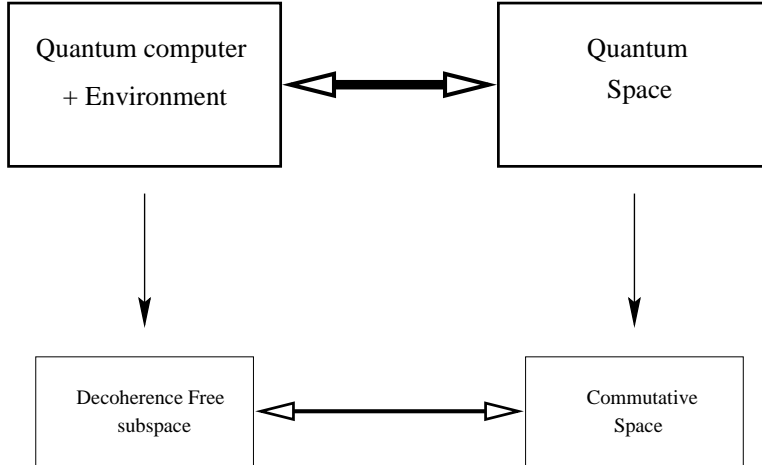 Quantum computer
+ Environment
Quantum
Space
Decoherence Free
subspace
Commutative
Space